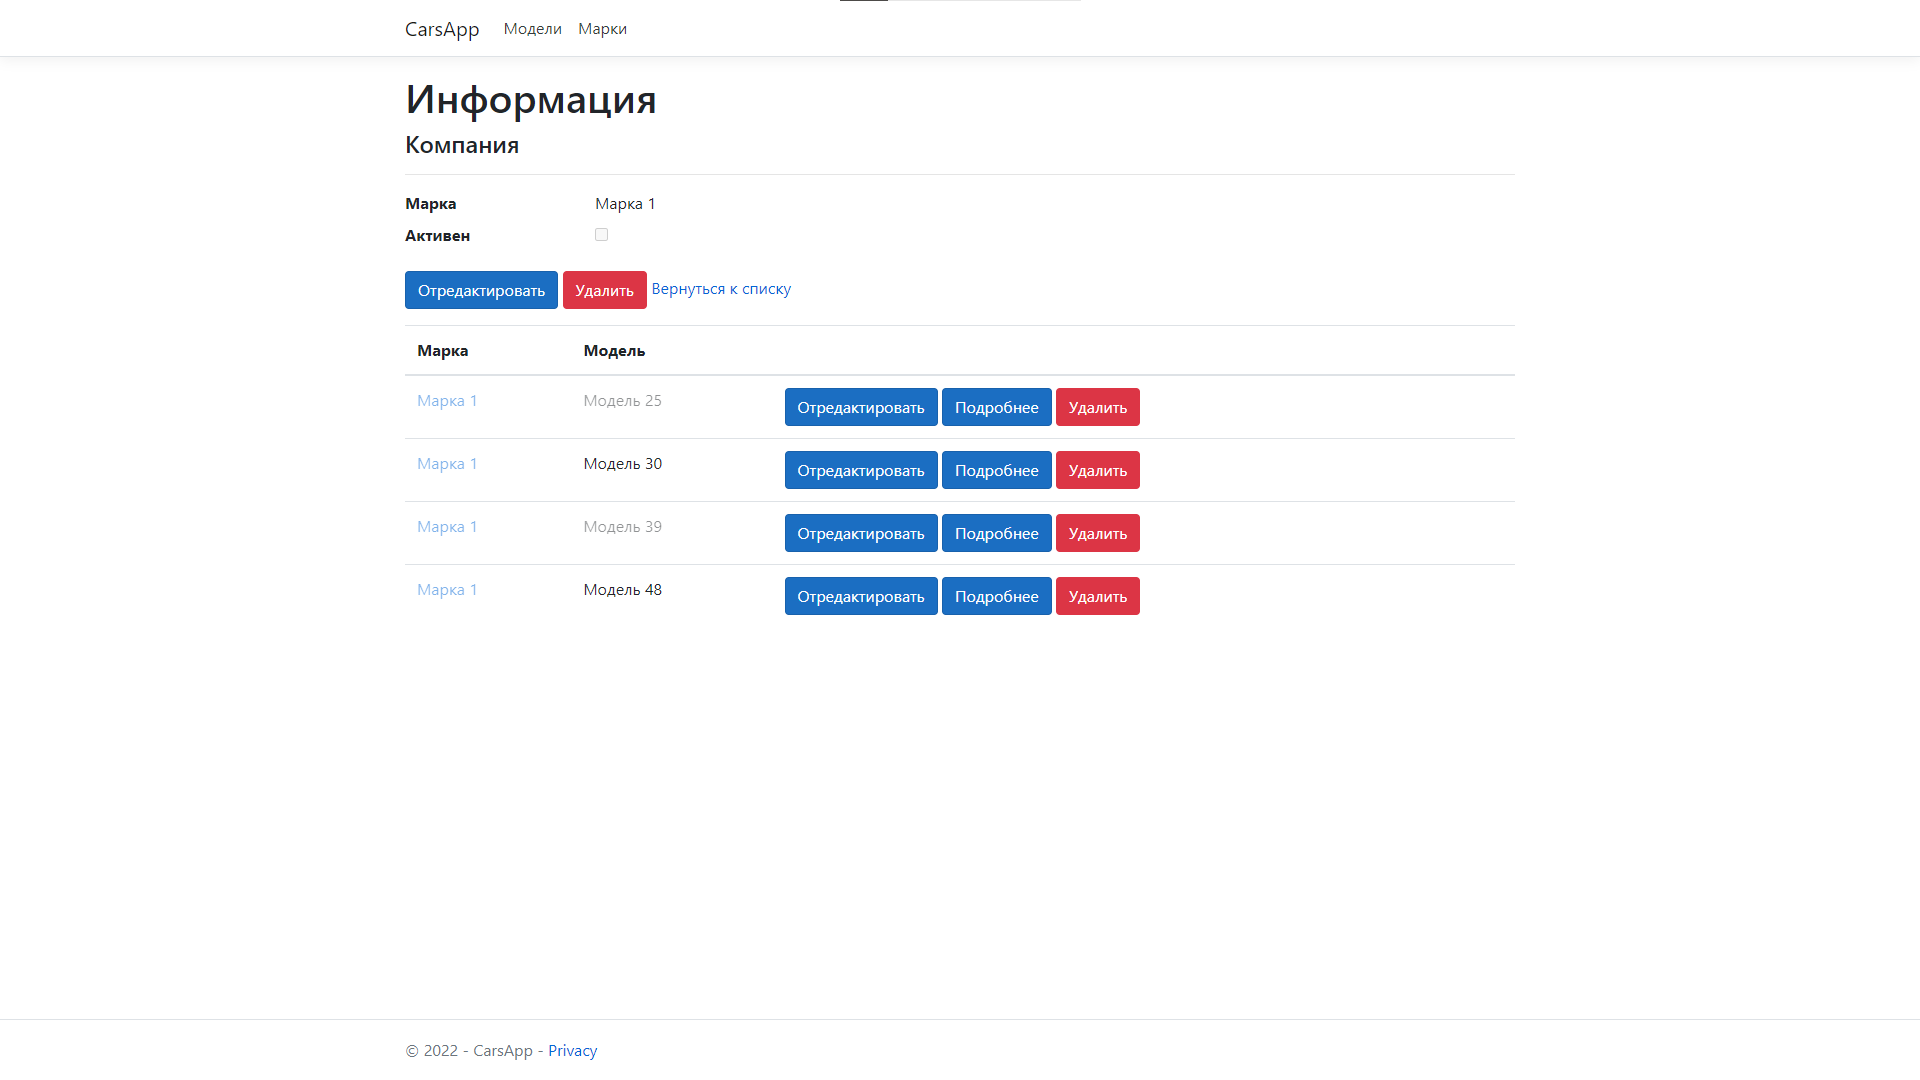 CarsApp Модели Марки
Информация
Компания
Марка Марка 1
Активен
Отредактировать Удалить Вернуться к списку
Марка Модель
Марка 1 Модель 25 Отредактировать Подробнее Удалить
Марка 1 Модель 30 Отредактировать Подробнее Удалить
Марка 1 Модель 39 Отредактировать Подробнее Удалить
Марка 1 Модель 48 Отредактировать Подробнее Удалить
© 2022 - CarsApp - Privacy